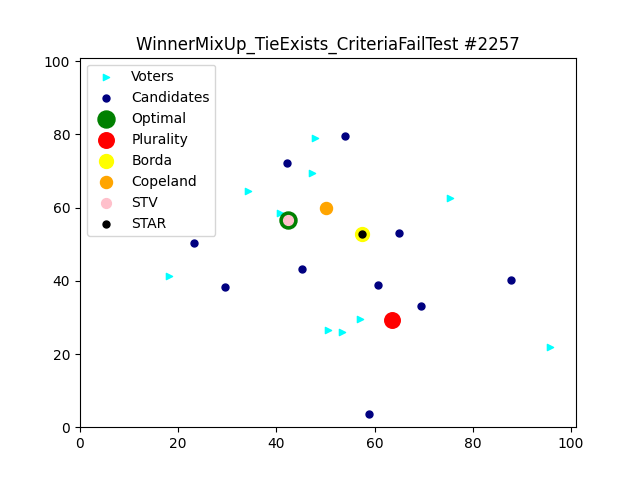 WinnerMixUp_TieExists_CriteriaFailTest #2257
100
80
60
40
20
0
0
20
40
60
80
100
Voters
Candidates
Optimal
Plurality
Borda
Copeland
STV
STAR